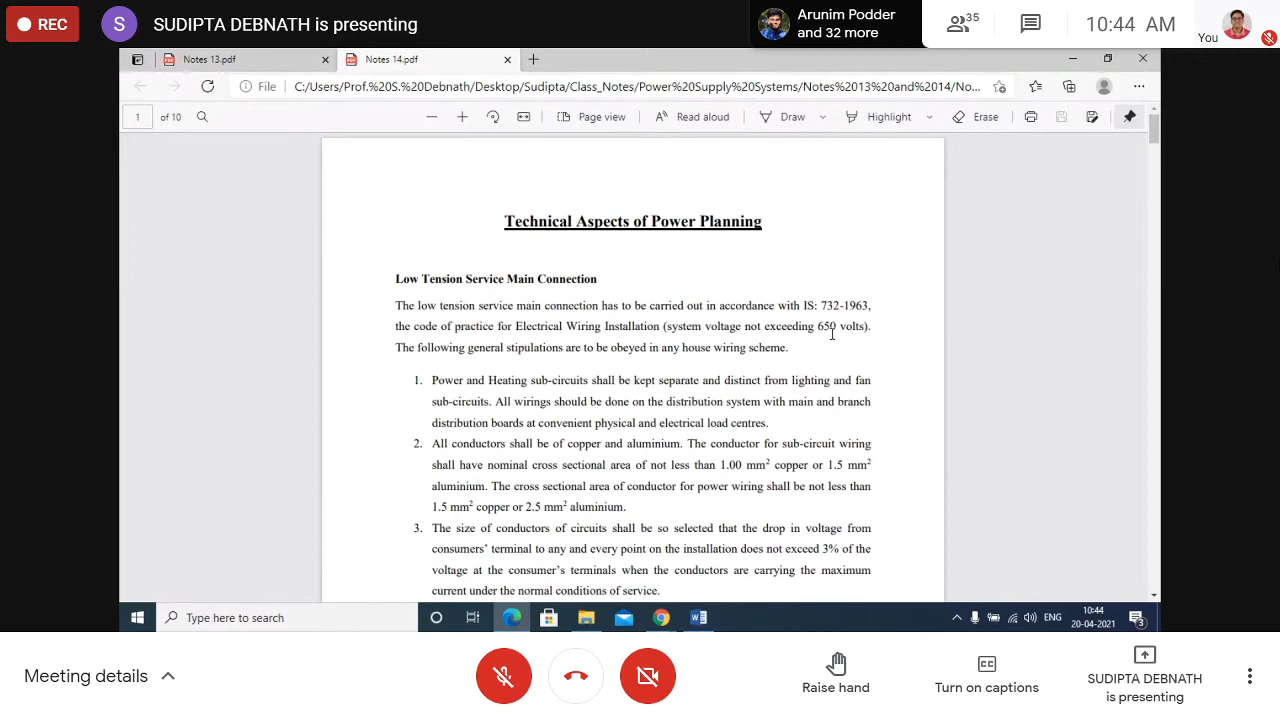 REC
S
SUDIPTA DEBNATH is presenting
Arunim Podder
and 32 more
35
10:44 AM
You
Notes 13.pdf
Notes 14.pdf
File
C:/Users/Prof.%20S.%20Debnath/Desktop/Sudipta/Class_Notes/Power%20Supply%20Systems/Notes%2013%20and%2014/No...
1 of 10
Page view
Read aloud
Draw
Highlight
Erase
Technical Aspects of Power Planning
Low Tension Service Main Connection
The low tension service main connection has to be carried out in accordance with IS: 732-1963,
the code of practice for Electrical Wiring Installation (system voltage not exceeding 650 volts).
The following general stipulations are to be obeyed in any house wiring scheme.
1. Power and Heating sub-circuits shall be kept separate and distinct from lighting and fan
sub-circuits. All wirings should be done on the distribution system with main and branch
distribution boards at convenient physical and electrical load centres.
2. All conductors shall be of copper and aluminium. The conductor for sub-circuit wiring
shall have nominal cross sectional area of not less than 1.00 mm² copper or 1.5 mm²
aluminium. The cross sectional area of conductor for power wiring shall be not less than
1.5 mm² copper or 2.5 mm² aluminium.
3. The size of conductors of circuits shall be so selected that the drop in voltage from
consumers' terminal to any and every point on the installation does not exceed 3% of the
voltage at the consumer's terminals when the conductors are carrying the maximum
current under the normal conditions of service.
Type here to search
ENG
10:44
20-04-2021
3
Meeting details
Raise hand
Turn on captions
SUDIPTA DEBNATH
is presenting